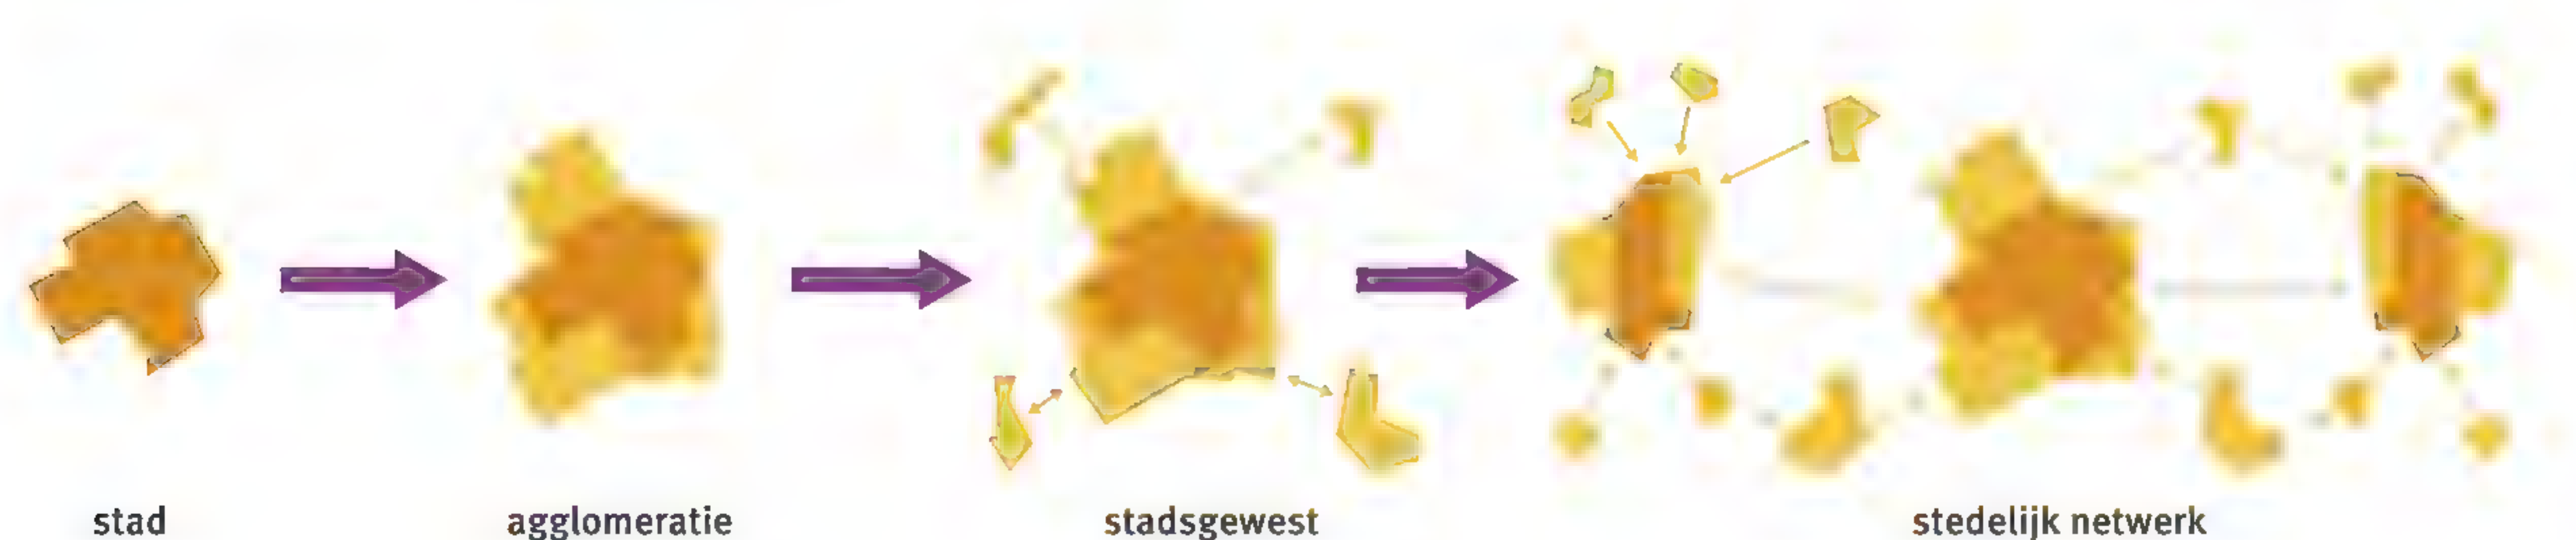 stad
agglomeratie
stadsgewest
stedelijk netwerk